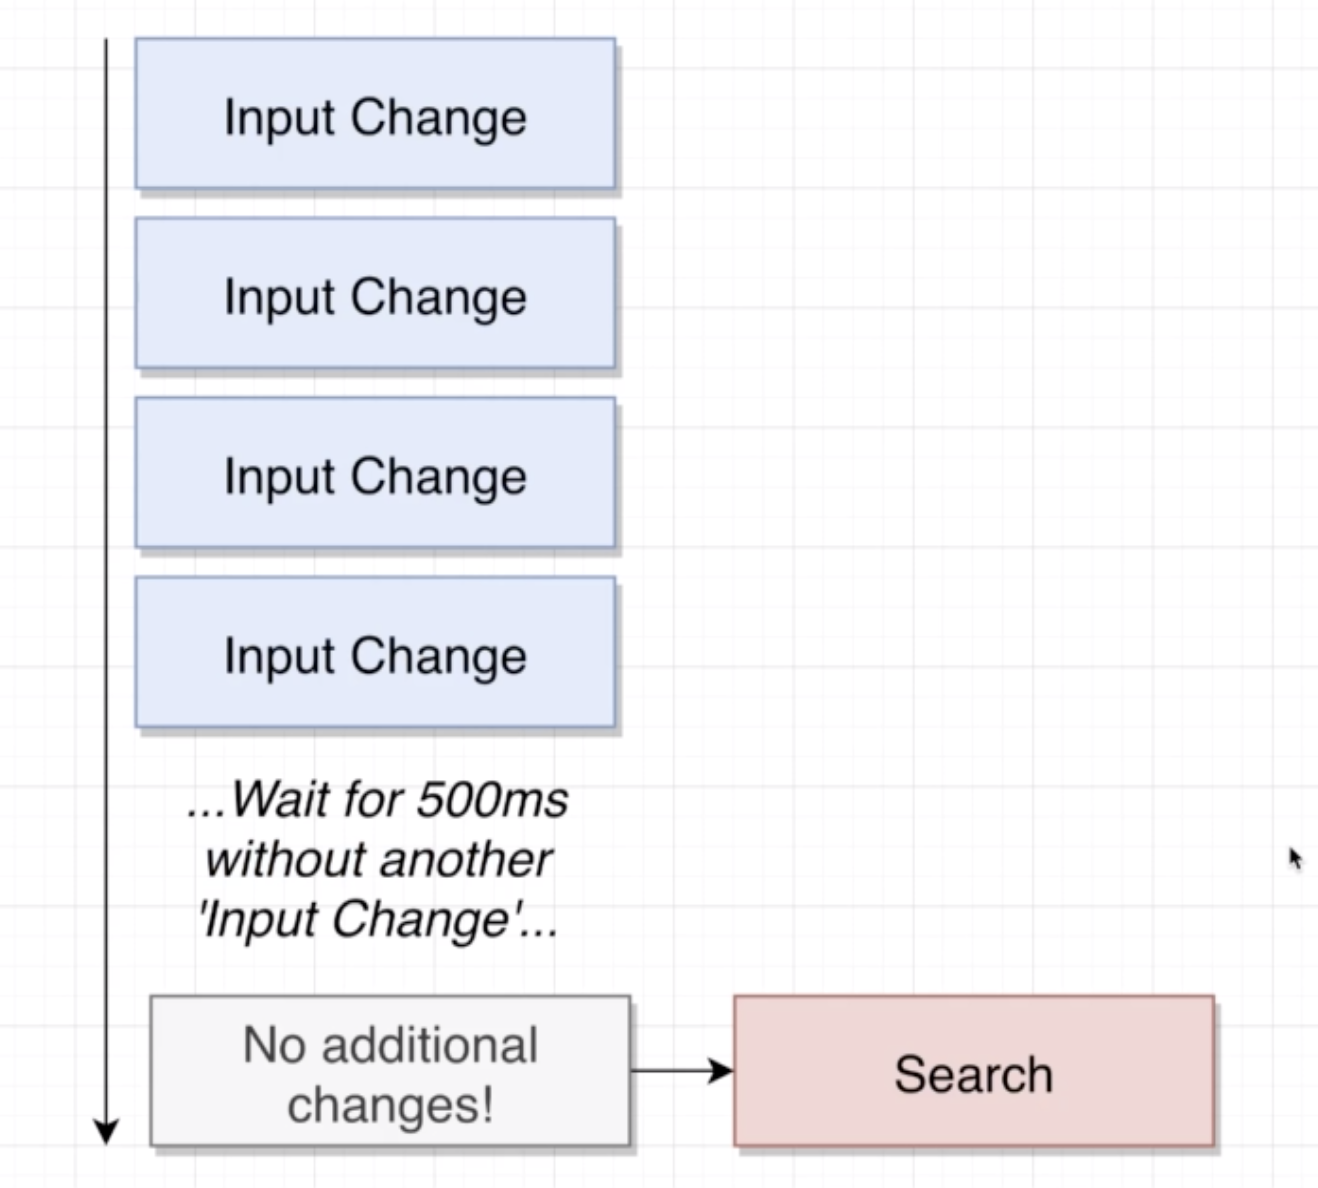 Input Change
Input Change
Input Change
Input Change
...Wait for 500ms
without another
'Input Change'...
No additional
changes!
Search